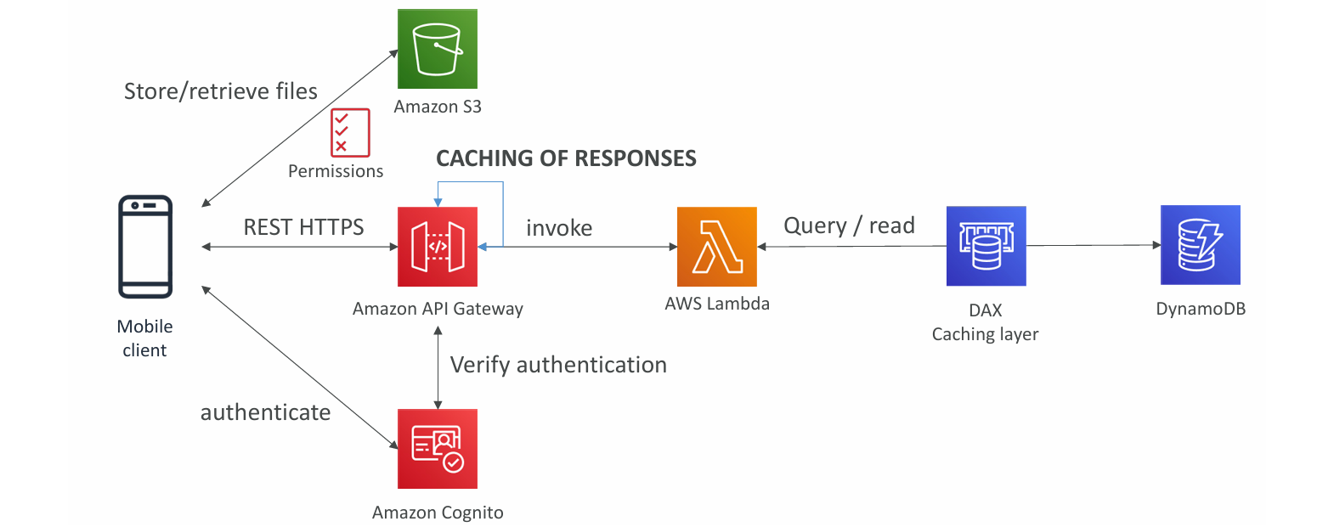 Store/retrieve files
Amazon S3
Permissions
CACHING OF RESPONSES
REST HTTPS
invoke
Query / read
Mobile
client
Amazon API Gateway
AWS Lambda
DAX
Caching layer
DynamoDB
Verify authentication
authenticate
Amazon Cognito